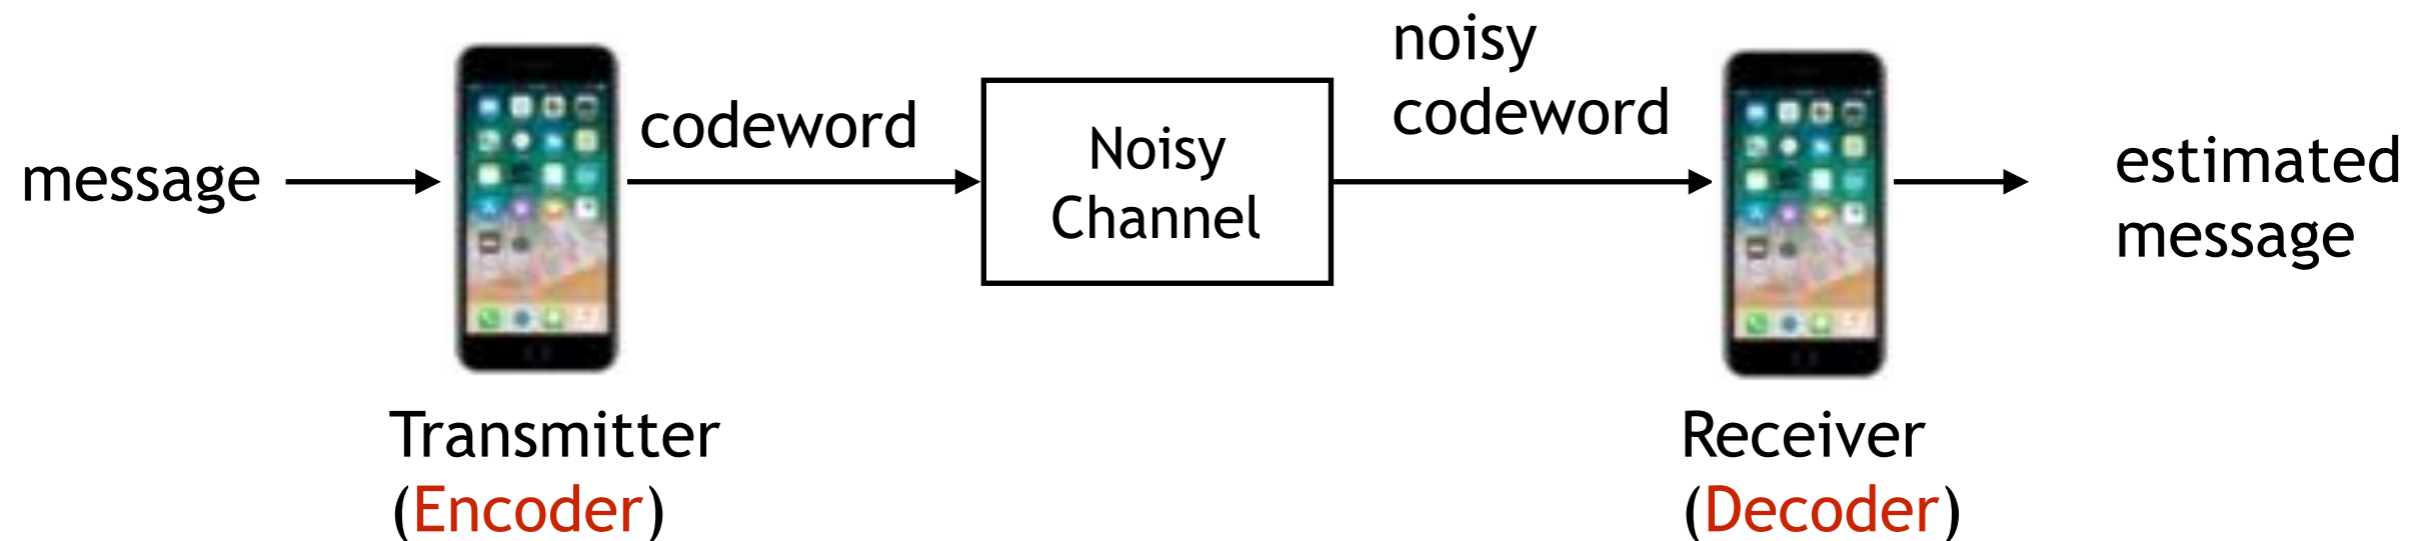 message
Transmitter
(Encoder)
codeword
Noisy
Channel
noisy
codeword
Receiver
(Decoder)
estimated
message